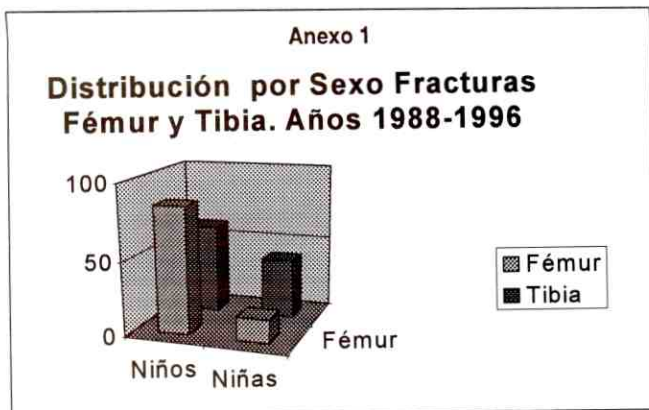 Anexo 1
Distribución por Sexo Fracturas
Fémur y Tibia. Años 1988-1996
100
50
0
Niños
Niñas
Fémur
Fémur
Tibia